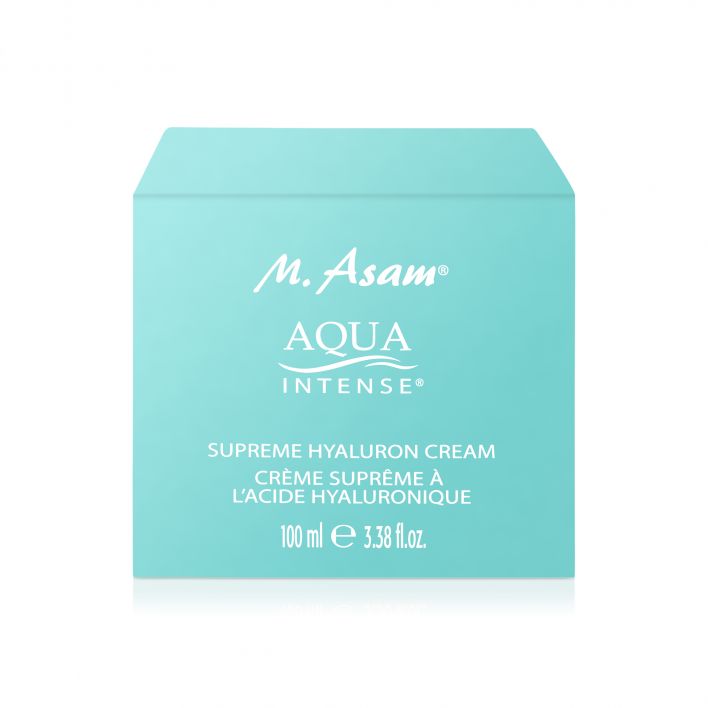 M. Asam®
AQUA
INTENSE®
SUPREME HYALURON CREAM
CRÈME SUPRÊME À
L'ACIDE HYALURONIQUE
100 ml ℮ 3.38 fl.oz.